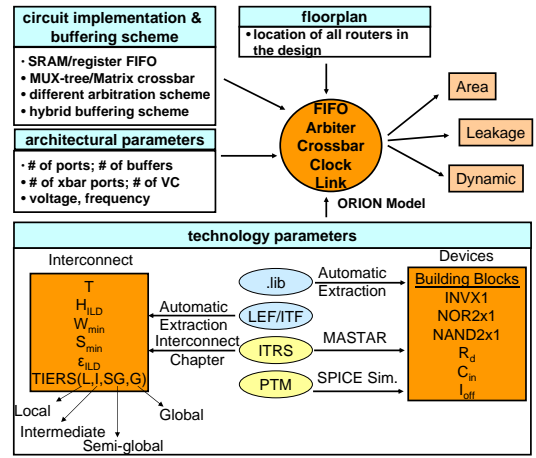 circuit implementation &
buffering scheme
· SRAM/register FIFO
• MUX-tree/Matrix crossbar
• different arbitration scheme
• hybrid buffering scheme
architectural parameters
• # of ports; # of buffers
• # of xbar ports; # of VC
• voltage, frequency
floorplan
• location of all routers in
the design
FIFO
Arbiter
Crossbar
Clock
Link
ORION Model
Area
Leakage
Dynamic
technology parameters
Interconnect
T
H_ILD
W_min
S_min
ε_ILD
TIERS(L,I,SG,G)
Local
Intermediate
Semi-global
Global
Automatic
Extraction
Interconnect
Chapter
.lib
LEF/ITF
ITRS
PTM
Automatic
Extraction
MASTAR
SPICE Sim.
Devices
Building Blocks
INVX1
NOR2x1
NAND2x1
R_d
C_in
I_off